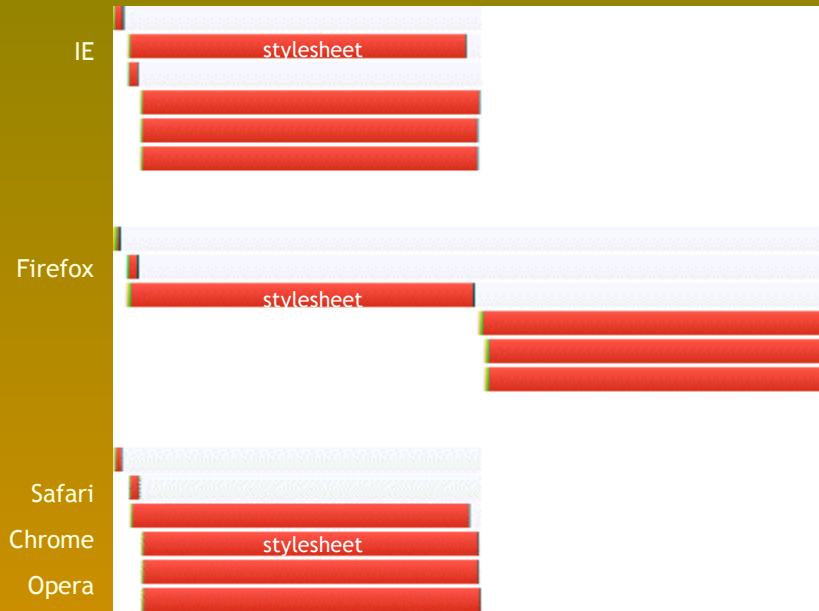 IE
stylesheet
Firefox
stylesheet
Safari
Chrome
stylesheet
Opera